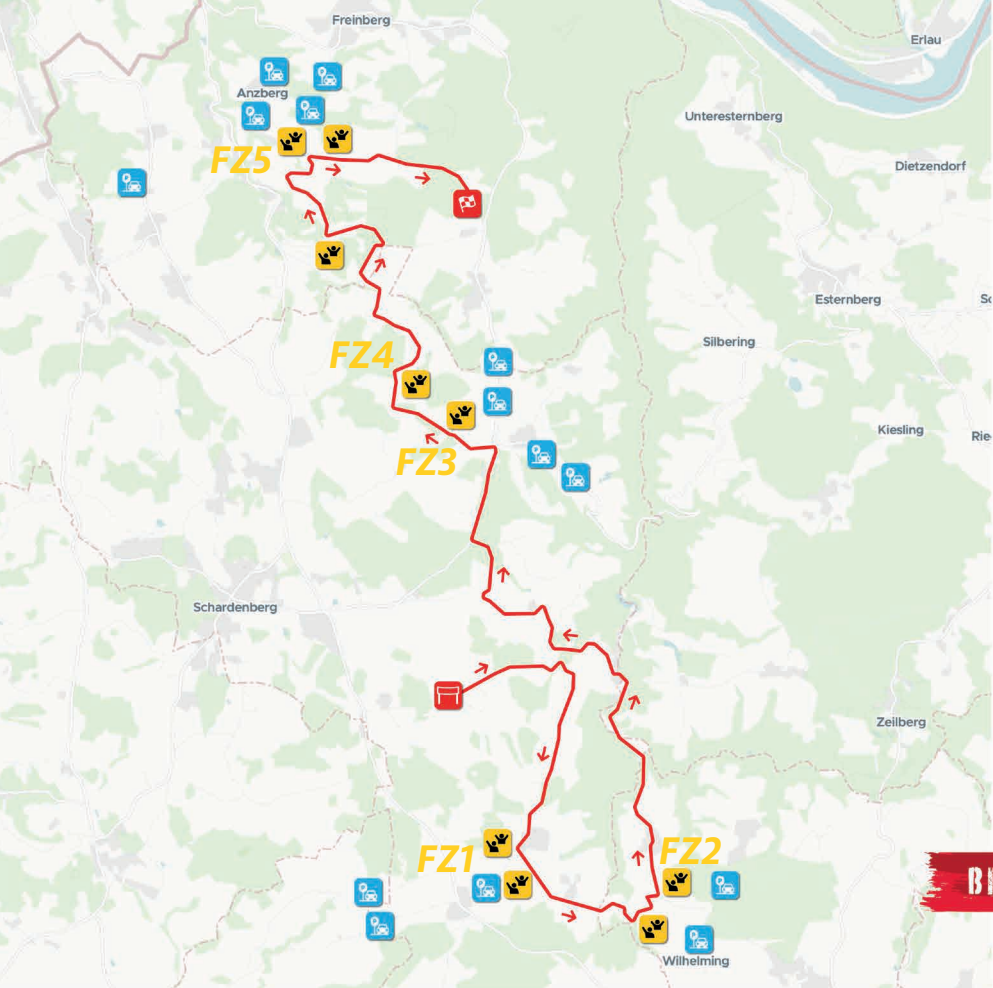 Freinberg
Erlau
Anzberg
Unteresternberg
FZ5
Dietzendorf
Esternberg
Silbering
FZ4
Kiesling
FZ3
Schardenberg
Zeilberg
FZ1
FZ2
Wilhelming